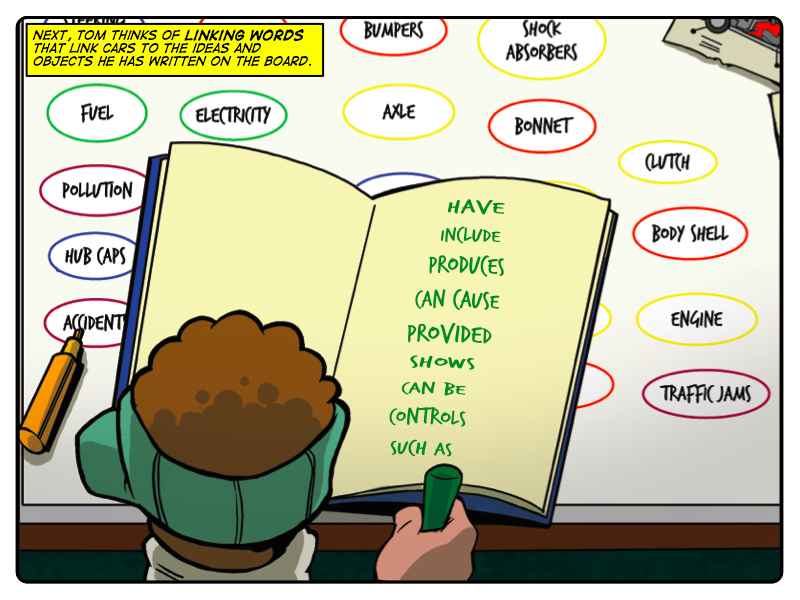 NEXT, TOM THINKS OF LINKING WORDS
THAT LINK CARS TO THE IDEAS AND
OBJECTS HE HAS WRITTEN ON THE BOARD.
BUMPERS
SHOCK
ABSORBERS
FUEL
ELECTRICITY
AXLE
BONNET
CLUTCH
POLLUTION
BODY SHELL
HUB CAPS
ACCIDENTS
ENGINE
TRAFFIC JAMS
HAVE
INCLUDE
PRODUCES
CAN CAUSE
PROVIDED
SHOWS
CAN BE
CONTROLS
SUCH AS